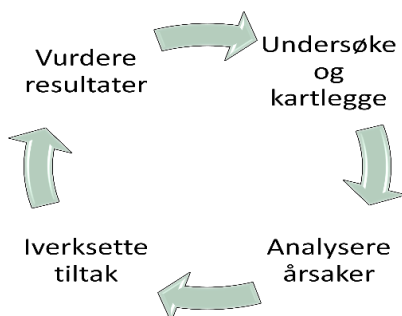 Vurdere
resultater
Undersøke
og
kartlegge
Iverksette
tiltak
Analysere
årsaker